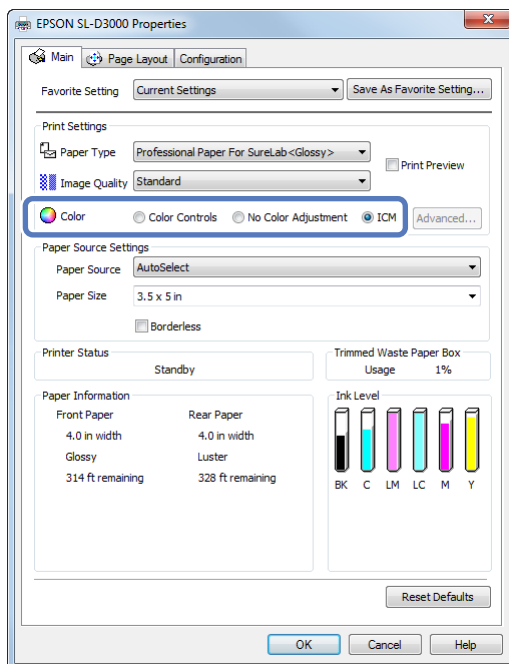 EPSON SL-D3000 Properties
Main Page Layout Configuration
Favorite Setting Current Settings Save As Favorite Setting...
Print Settings
Paper Type Professional Paper For SureLab<Glossy> Print Preview
Image Quality Standard
Color Color Controls No Color Adjustment ICM Advanced...
Paper Source Settings
Paper Source AutoSelect
Paper Size 3.5 x 5 in
Borderless
Printer Status Trimmed Waste Paper Box
Standby Usage 1%
Paper Information Ink Level
Front Paper Rear Paper
4.0 in width 4.0 in width
Glossy Luster
314 ft remaining 328 ft remaining
BK C LM LC M Y
Reset Defaults
OK Cancel Help